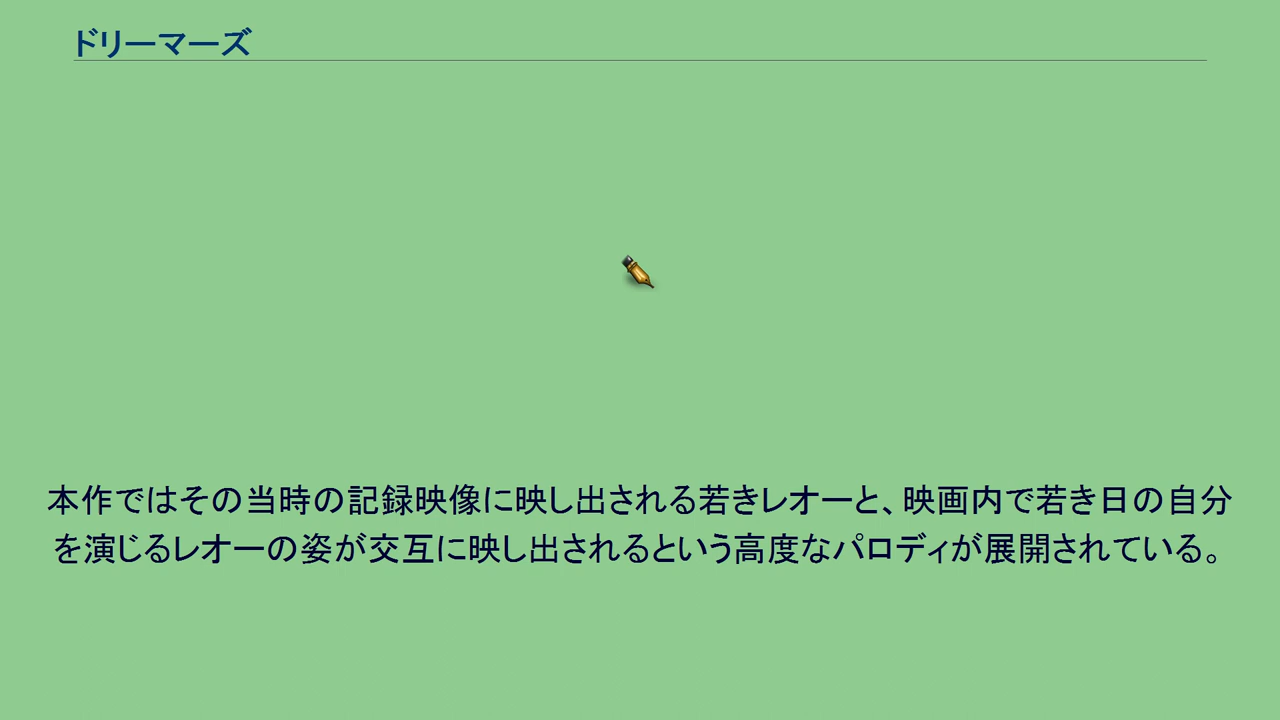 ドリーマーズ
本作ではその当時の記録映像に映し出される若きレオーと、映画内で若き日の自分
を演じるレオーの姿が交互に映し出されるという高度なパロディが展開されている。